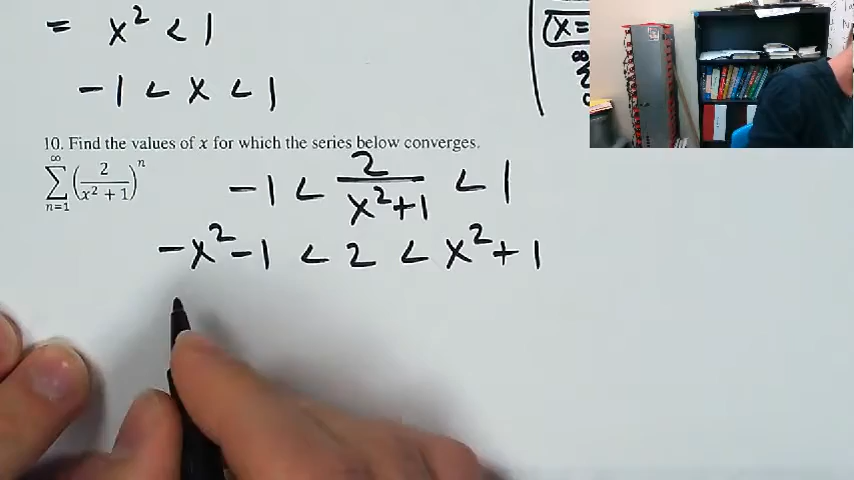 = x² < 1
-1 < x < 1
x =
∞
10. Find the values of x for which the series below converges.
∞ ∑ n=1 (2 / (x² + 1))ⁿ
-1 < 2 / (x²+1) < 1
-x²-1 < 2 < x²+1